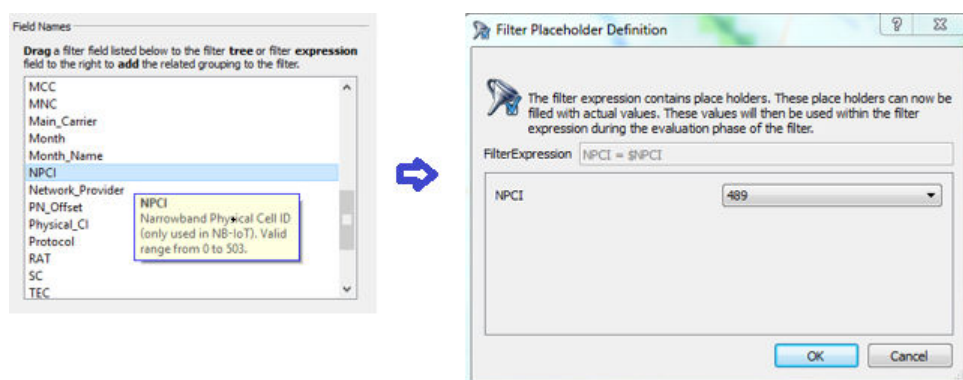 Field Names
Drag a filter field listed below to the filter tree or filter expression
field to the right to add the related grouping to the filter.
MCC
MNC
Main_Carrier
Month
Month_Name
NPCI
Network_Provider
PN_Offset
Physical_CI
Protocol
RAT
SC
TEC
NPCI
Narrowband Physical Cell ID
(only used in NB-IoT). Valid
range from 0 to 503.
Filter Placeholder Definition
The filter expression contains place holders. These place holders can now be
filled with actual values. These values will then be used within the filter
expression during the evaluation phase of the filter.
FilterExpression NPCI = $NPCI
NPCI 489
OK Cancel